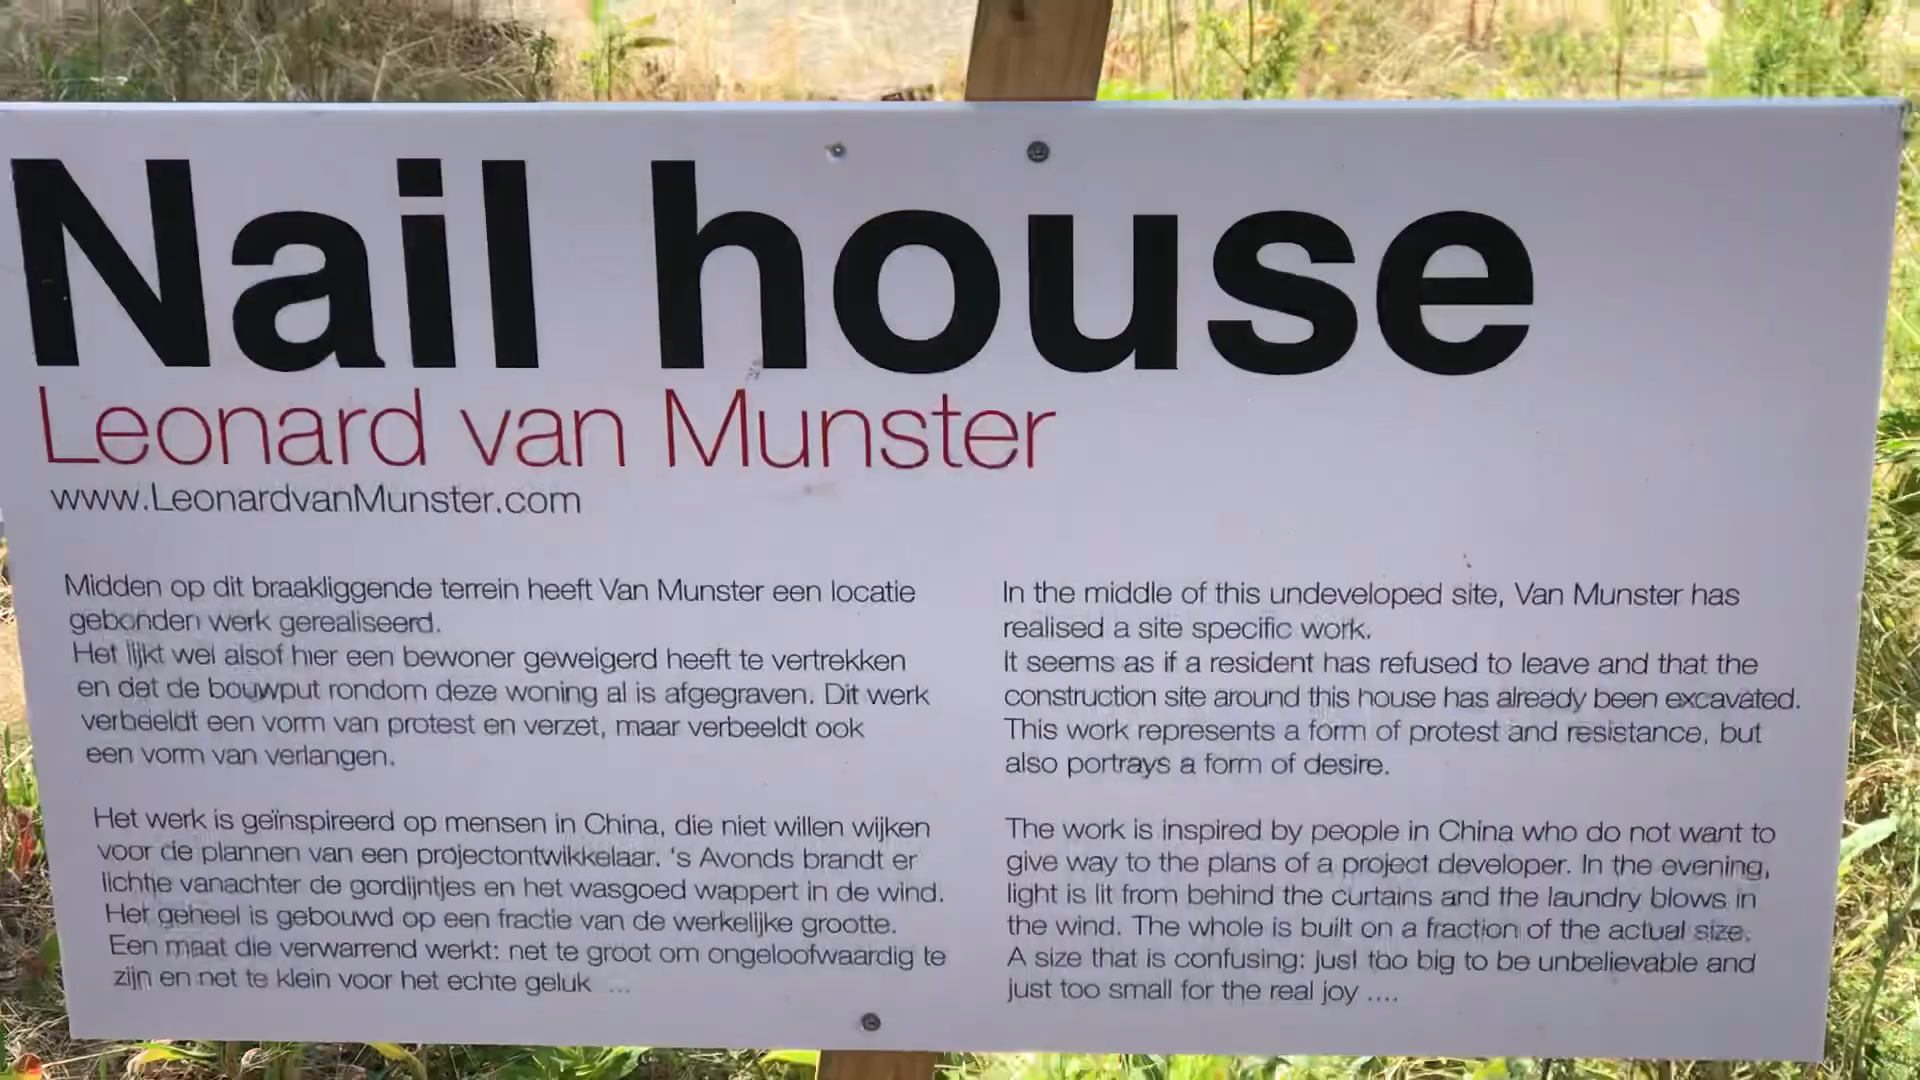 Nail house
Leonard van Munster
www.LeonardvanMunster.com
Midden op dit braakliggende terrein heeft Van Munster een locatie
gebonden werk gerealiseerd.
Het lijkt wel alsof hier een bewoner geweigerd heeft te vertrekken
en dat de bouwput rondom deze woning al is afgegraven. Dit werk
verbeeldt een vorm van protest en verzet, maar verbeeldt ook
een vorm van verlangen.
Het werk is geïnspireerd op mensen in China, die niet willen wijken
voor de plannen van een projectontwikkelaar. 's Avonds brandt er
lichtje vanachter de gordijntjes en het wasgoed wappert in de wind.
Het geheel is gebouwd op een fractie van de werkelijke grootte.
Een maat die verwarrend werkt: net te groot om ongeloofwaardig te
zijn en net te klein voor het echte geluk ...
In the middle of this undeveloped site, Van Munster has
realised a site specific work.
It seems as if a resident has refused to leave and that the
construction site around this house has already been excavated.
This work represents a form of protest and resistance, but
also portrays a form of desire.
The work is inspired by people in China who do not want to
give way to the plans of a project developer. In the evening,
light is lit from behind the curtains and the laundry blows in
the wind. The whole is built on a fraction of the actual size.
A size that is confusing: just too big to be unbelievable and
just too small for the real joy ....